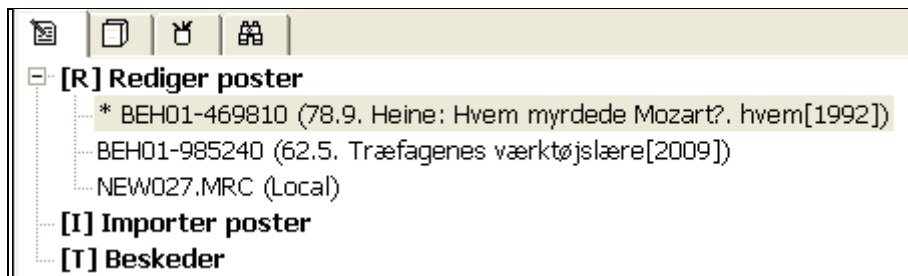 [R] Rediger poster
* BEH01-469810 (78.9. Heine: Hvem myrdede Mozart?. hvem[1992])
BEH01-985240 (62.5. Træfagenes værktøjslære[2009])
NEW027.MRC (Local)
[I] Importer poster
[T] Beskeder